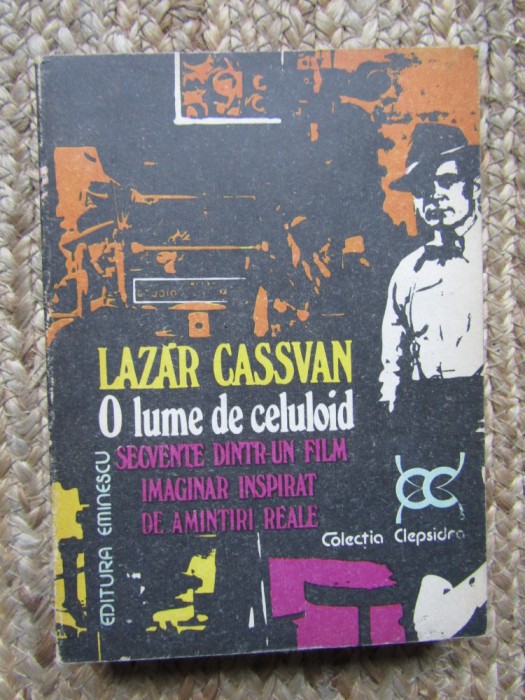 LAZĂR CASSVAN
O lume de celuloid
SECVENȚE DINTR-UN FILM
IMAGINAR INSPIRAT
DE AMINTIRI REALE
EDITURA EMINESCU
Colecția Clepsidra